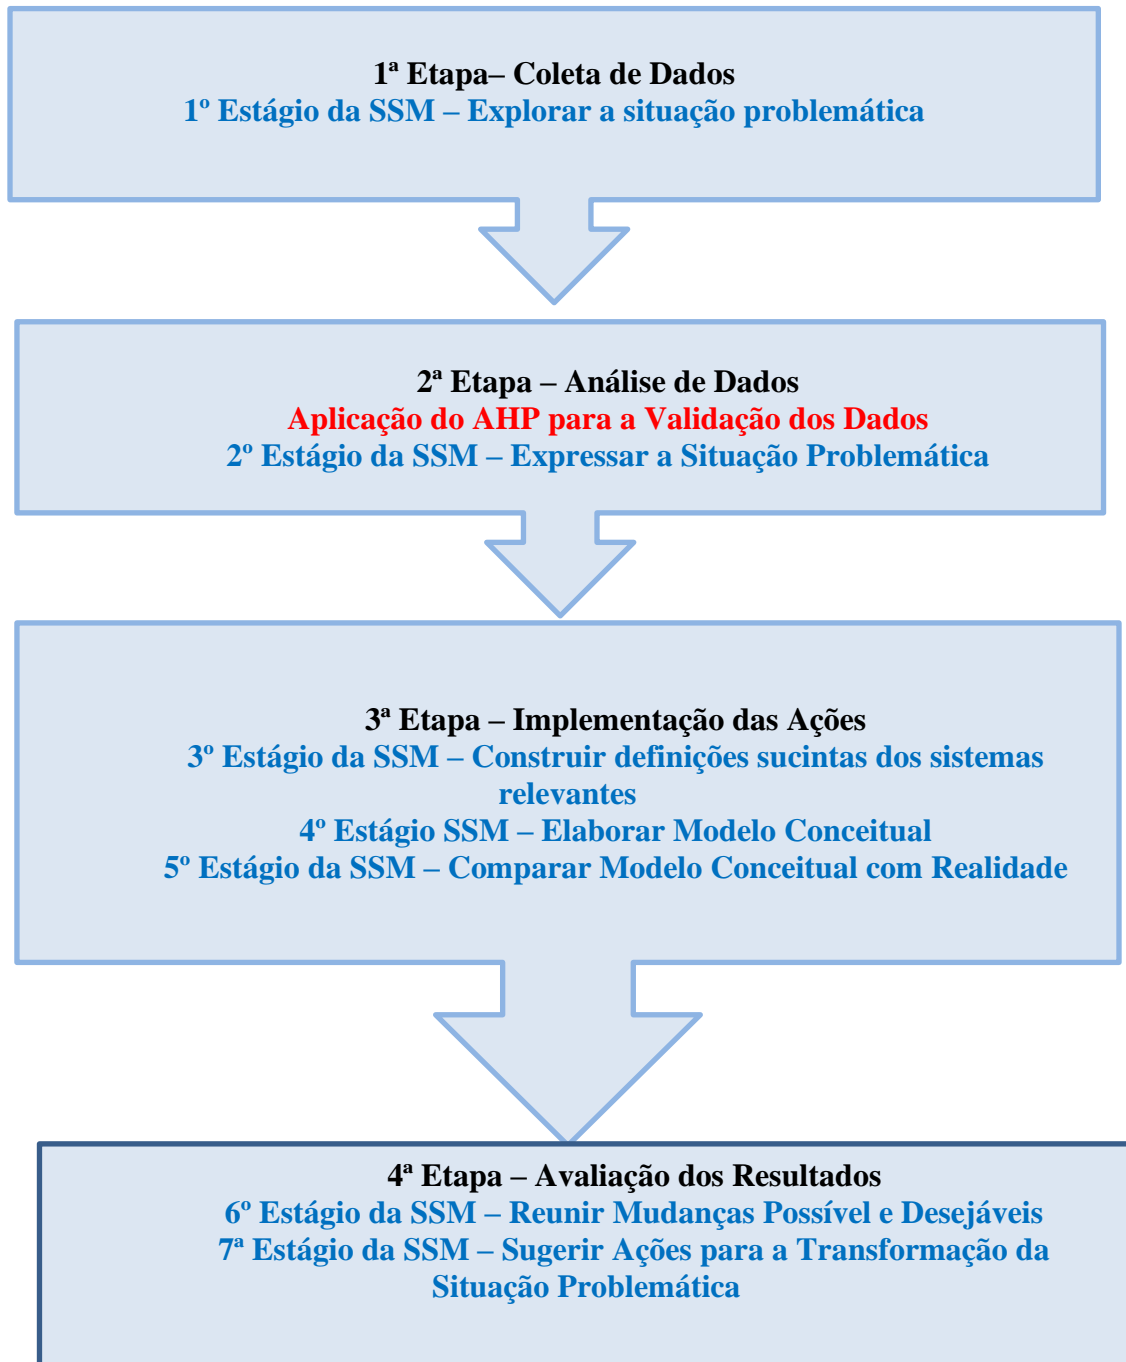 1ª Etapa– Coleta de Dados
1º Estágio da SSM – Explorar a situação problemática
2ª Etapa – Análise de Dados
Aplicação do AHP para a Validação dos Dados
2º Estágio da SSM – Expressar a Situação Problemática
3ª Etapa – Implementação das Ações
3º Estágio da SSM – Construir definições sucintas dos sistemas
relevantes
4º Estágio SSM – Elaborar Modelo Conceitual
5º Estágio da SSM – Comparar Modelo Conceitual com Realidade
4ª Etapa – Avaliação dos Resultados
6º Estágio da SSM – Reunir Mudanças Possível e Desejáveis
7ª Estágio da SSM – Sugerir Ações para a Transformação da
Situação Problemática